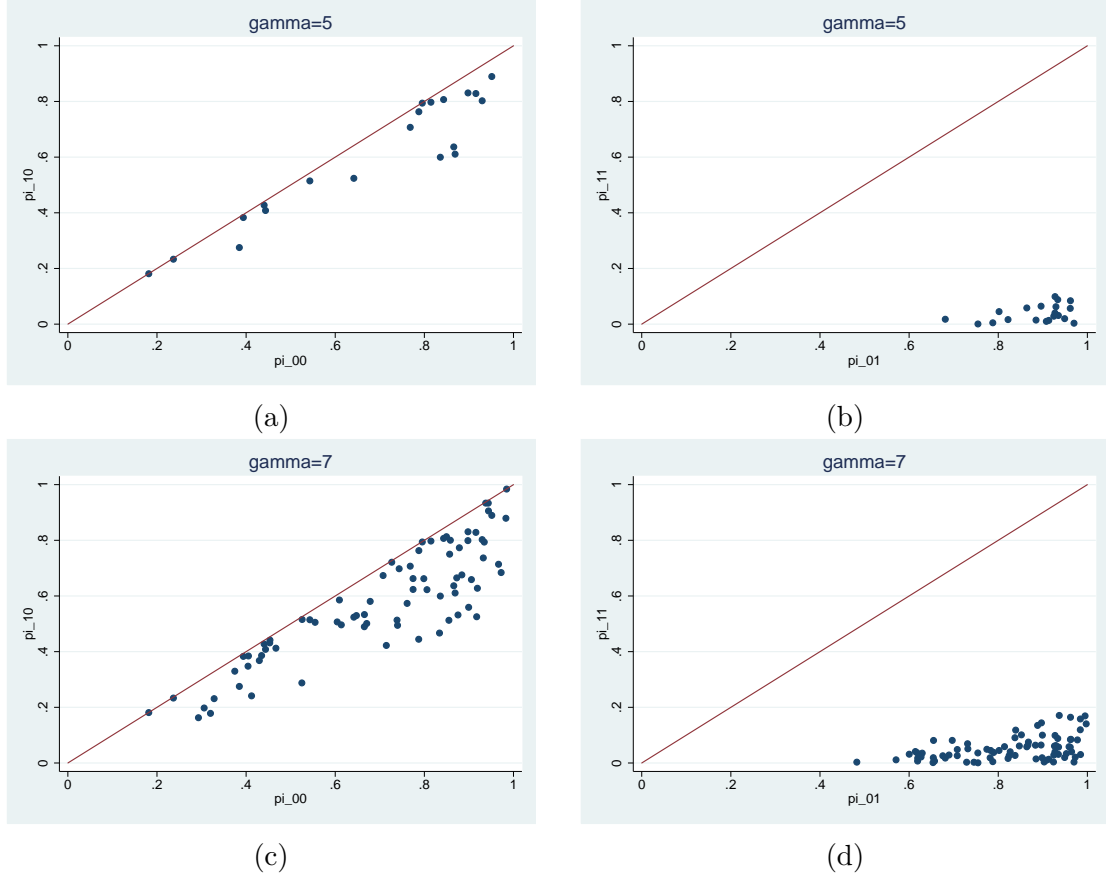 gamma=5
pi_10
0 .2 .4 .6 .8 1
0 .2 .4 .6 .8 1
pi_00
(a)
gamma=5
pi_11
0 .2 .4 .6 .8 1
0 .2 .4 .6 .8 1
pi_01
(b)
gamma=7
pi_10
0 .2 .4 .6 .8 1
0 .2 .4 .6 .8 1
pi_00
(c)
gamma=7
pi_11
0 .2 .4 .6 .8 1
0 .2 .4 .6 .8 1
pi_01
(d)